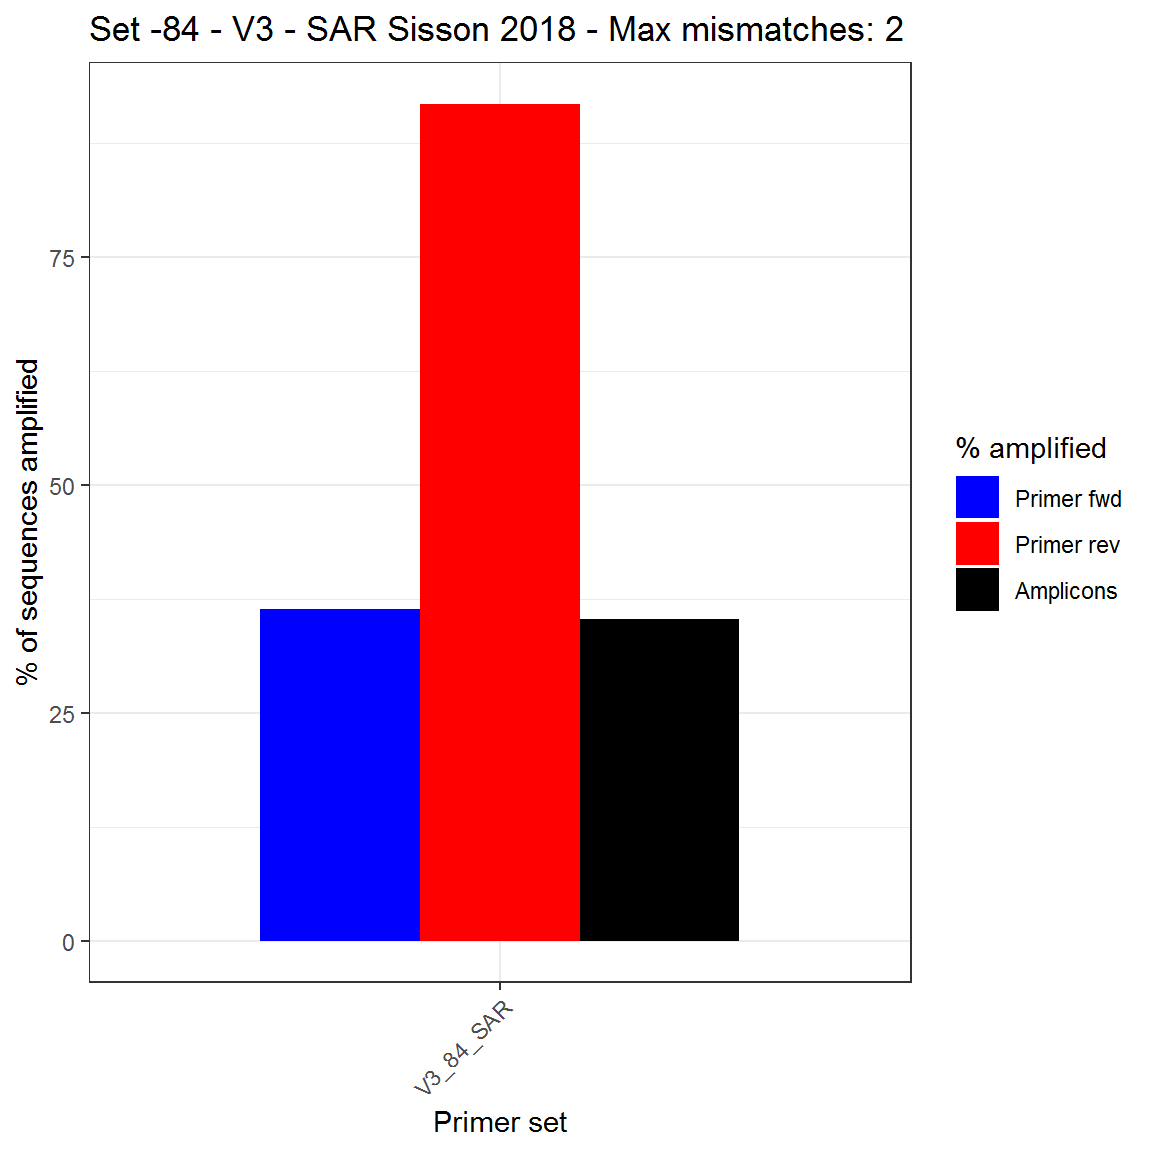 Set -84 - V3 - SAR Sisson 2018 - Max mismatches: 2
% of sequences amplified
75
50
25
0
V3_84_SAR
Primer set
% amplified
Primer fwd
Primer rev
Amplicons